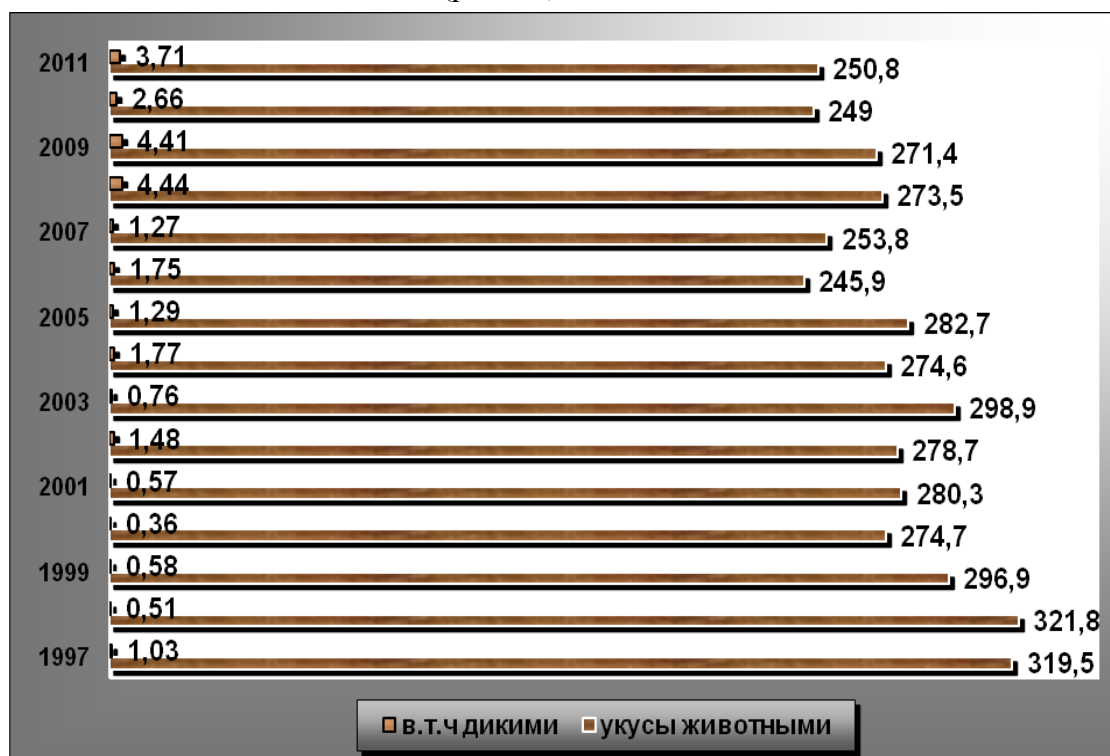 2011 3,71 250,8
2,66 249
2009 4,41 271,4
4,44 273,5
2007 1,27 253,8
1,75 245,9
2005 1,29 282,7
1,77 274,6
2003 0,76 298,9
1,48 278,7
2001 0,57 280,3
0,36 274,7
1999 0,58 296,9
0,51 321,8
1997 1,03 319,5
в.т.ч дикими укусы животными